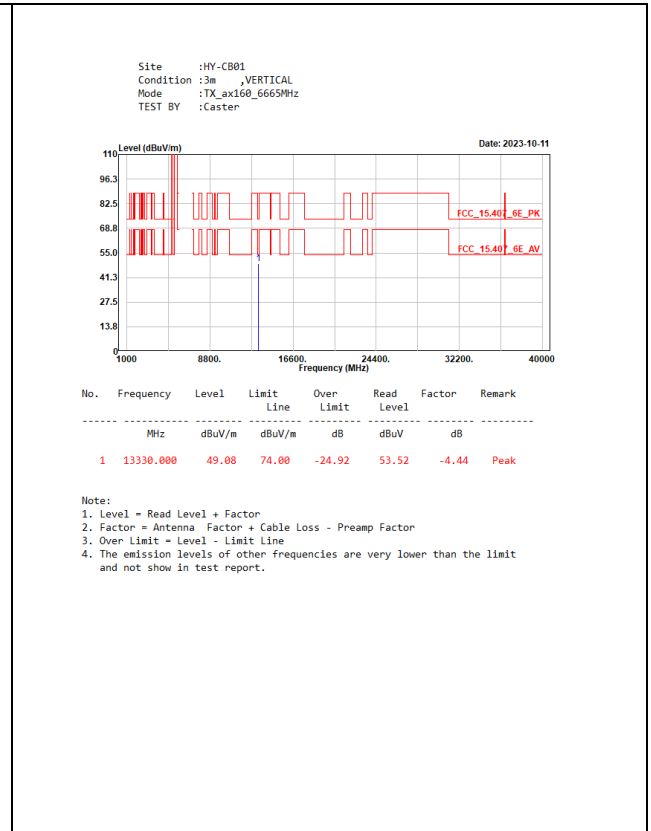 Site :HY-CB01
Condition :3m ,VERTICAL
Mode :TX_ax160_6665MHz
TEST BY :Caster
Level (dBuV/m) Date: 2023-10-11
110
96.3
82.5
FCC_15.407_6E_PK
68.8
FCC_15.407_6E_AV
55.0
41.3
27.5
13.8
0
1000 8800. 16600. 24400. 32200. 40000
Frequency (MHz)
No. Frequency Level Limit Over Read Factor Remark
Line Limit Level
------ ----------- -------- -------- --------- --------- -------- ---------
MHz dBuV/m dBuV/m dB dBuV dB
1 13330.000 49.08 74.00 -24.92 53.52 -4.44 Peak
Note:
1. Level = Read Level + Factor
2. Factor = Antenna Factor + Cable Loss - Preamp Factor
3. Over Limit = Level - Limit Line
4. The emission levels of other frequencies are very lower than the limit
and not show in test report.